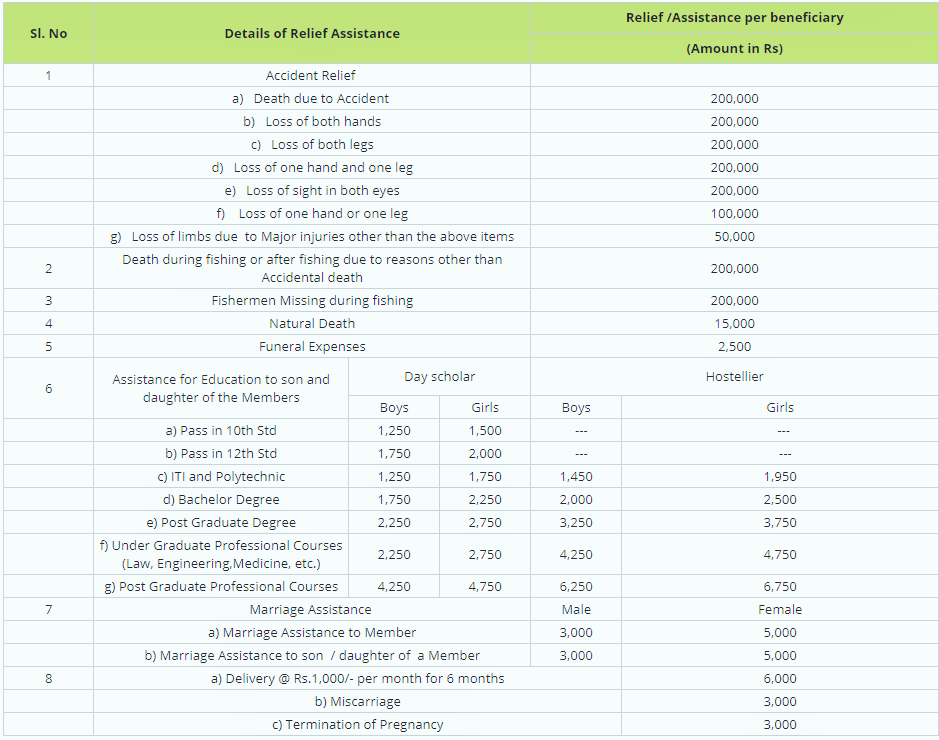 Sl. No Details of Relief Assistance Relief /Assistance per beneficiary
(Amount in Rs)
1 Accident Relief
a) Death due to Accident 200,000
b) Loss of both hands 200,000
c) Loss of both legs 200,000
d) Loss of one hand and one leg 200,000
e) Loss of sight in both eyes 200,000
f) Loss of one hand or one leg 100,000
g) Loss of limbs due to Major injuries other than the above items 50,000
2 Death during fishing or after fishing due to reasons other than
Accidental death 200,000
3 Fishermen Missing during fishing 200,000
4 Natural Death 15,000
5 Funeral Expenses 2,500
6 Assistance for Education to son and
daughter of the Members Day scholar Hostellier
Boys Girls Boys Girls
a) Pass in 10th Std 1,250 1,500 --- ---
b) Pass in 12th Std 1,750 2,000 --- ---
c) ITI and Polytechnic 1,250 1,750 1,450 1,950
d) Bachelor Degree 1,750 2,250 2,000 2,500
e) Post Graduate Degree 2,250 2,750 3,250 3,750
f) Under Graduate Professional Courses
(Law, Engineering,Medicine, etc.) 2,250 2,750 4,250 4,750
g) Post Graduate Professional Courses 4,250 4,750 6,250 6,750
7 Marriage Assistance Male Female
a) Marriage Assistance to Member 3,000 5,000
b) Marriage Assistance to son / daughter of a Member 3,000 5,000
8 a) Delivery @ Rs.1,000/- per month for 6 months 6,000
b) Miscarriage 3,000
c) Termination of Pregnancy 3,000